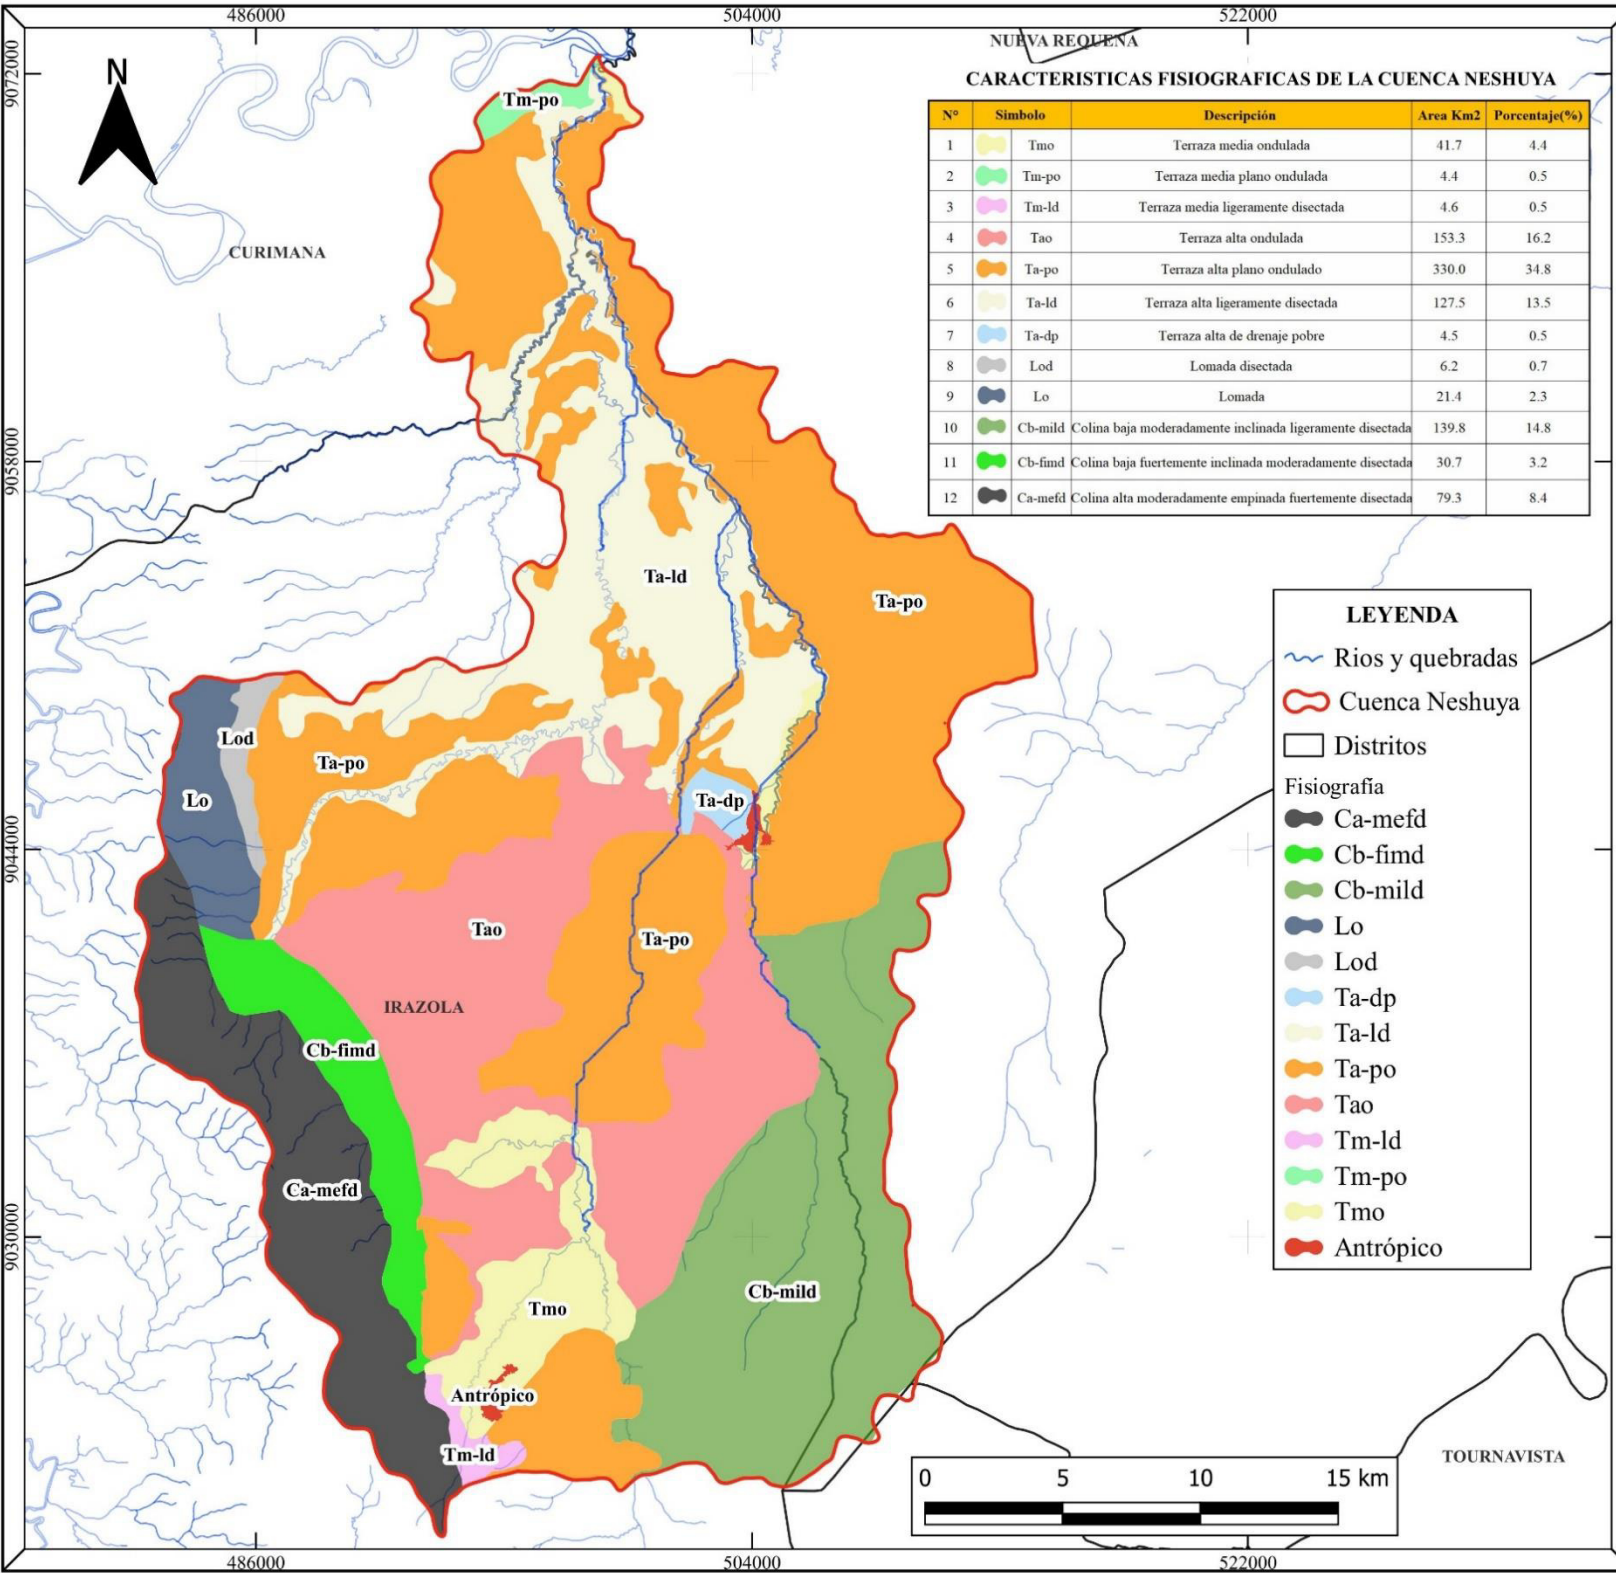 486000 504000 522000
NUEVA REQUENA
9072000
N
CARACTERISTICAS FISIOGRAFICAS DE LA CUENCA NESHUYA
N° Simbolo Descripción Area Km2 Porcentaje(%)
1 Tmo Terraza media ondulada 41.7 4.4
2 Tm-po Terraza media plano ondulada 4.4 0.5
3 Tm-ld Terraza media ligeramente disectada 4.6 0.5
4 Tao Terraza alta ondulada 153.3 16.2
5 Ta-po Terraza alta plano ondulado 330.0 34.8
6 Ta-ld Terraza alta ligeramente disectada 127.5 13.5
7 Ta-dp Terraza alta de drenaje pobre 4.5 0.5
8 Lod Lomada disectada 6.2 0.7
9 Lo Lomada 21.4 2.3
10 Cb-mild Colina baja moderadamente inclinada ligeramente disectada 139.8 14.8
11 Cb-fimd Colina baja fuertemente inclinada moderadamente disectada 30.7 3.2
12 Ca-mefd Colina alta moderadamente empinada fuertemente disectada 79.3 8.4
Tm-po
CURIMANA
9058000
Ta-ld
Ta-po
Lod
Ta-po
Lo
Ta-dp
9044000
Tao
Ta-po
IRAZOLA
Cb-fimd
Ca-mefd
9030000
Cb-mild
Tmo
Antrópico
Tm-ld
LEYENDA
Rios y quebradas
Cuenca Neshuya
Distritos
Fisiografía
Ca-mefd
Cb-fimd
Cb-mild
Lo
Lod
Ta-dp
Ta-ld
Ta-po
Tao
Tm-ld
Tm-po
Tmo
Antrópico
TOURNAVISTA
0 5 10 15 km
486000 504000 522000